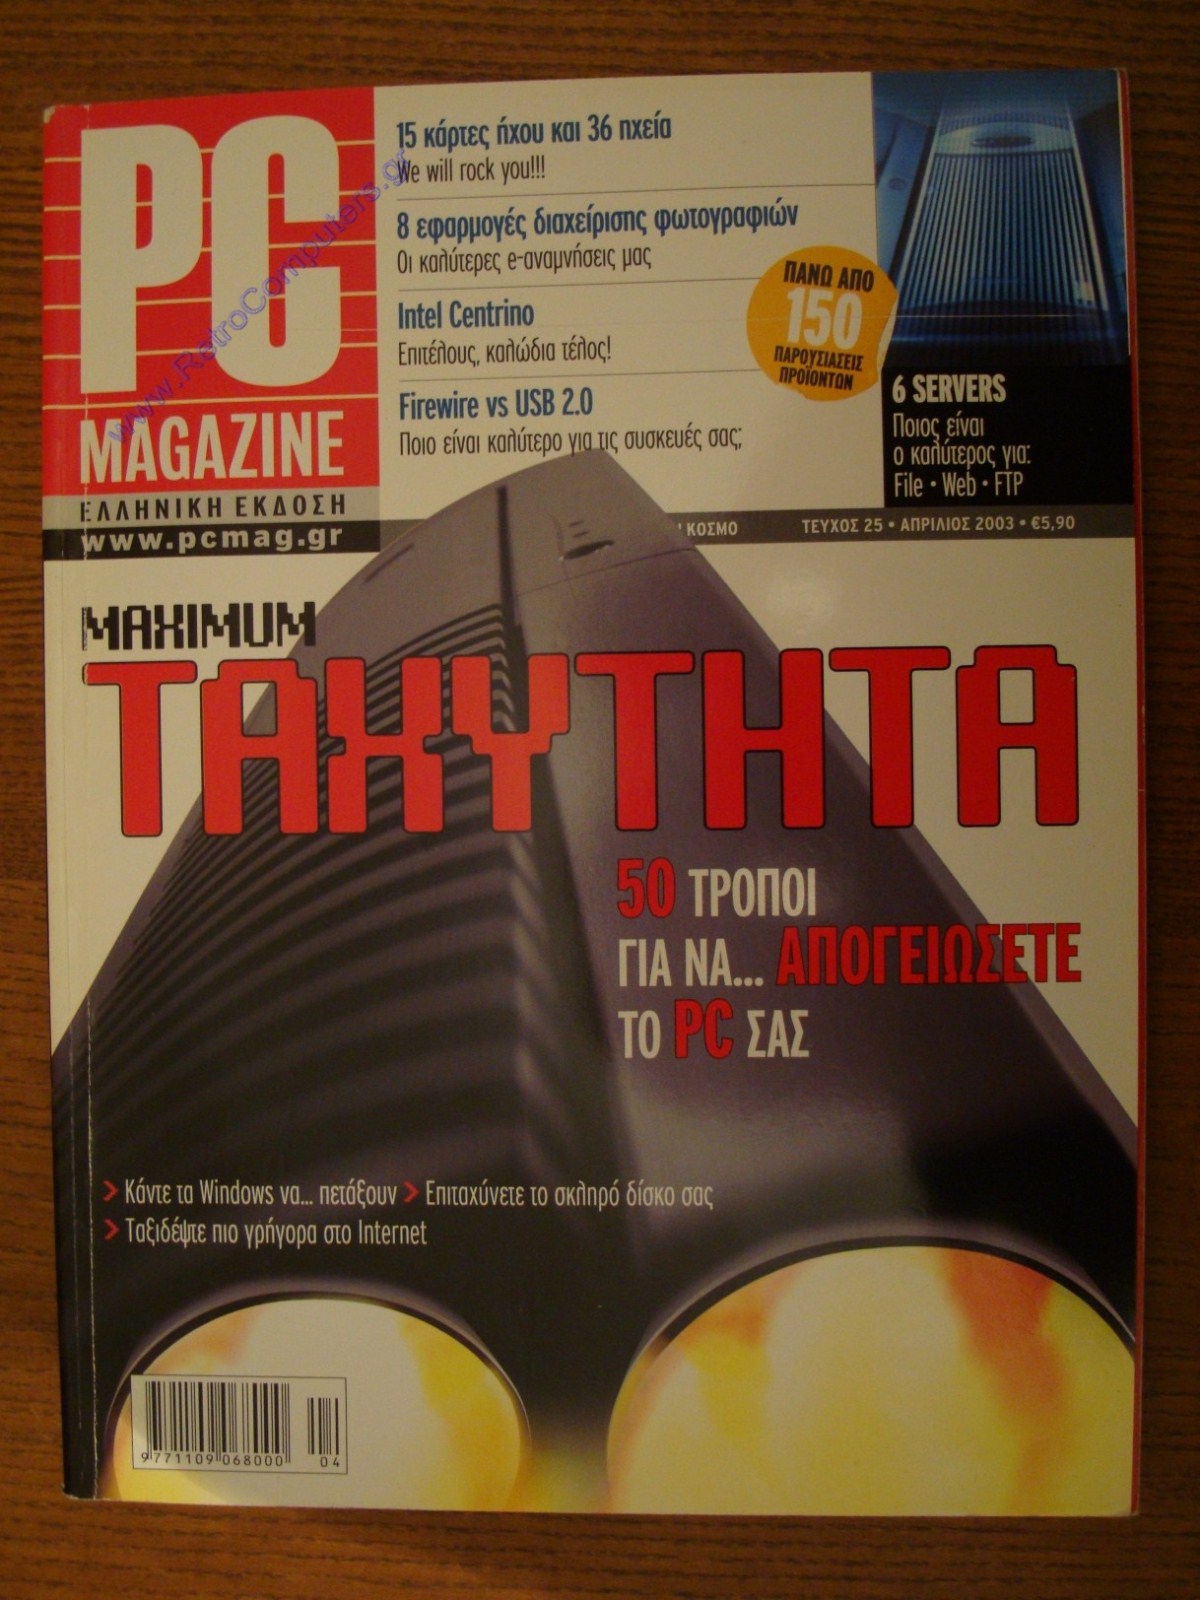 PC
MAGAZINE
ΕΛΛΗΝΙΚΗ ΕΚΔΟΣΗ
www.pcmag.gr
www.RetroComputers.gr
15 κάρτες ήχου και 36 ηχεία
We will rock you!!!
8 εφαρμογές διαχείρισης φωτογραφιών
Οι καλύτερες e-αναμνήσεις μας
Intel Centrino
Επιτέλους, καλώδια τέλος!
Firewire vs USB 2.0
Ποιο είναι καλύτερο για τις συσκευές σας;
ΠΑΝΩ ΑΠΟ
150
ΠΑΡΟΥΣΙΑΣΕΙΣ
ΠΡΟΪΟΝΤΩΝ
6 SERVERS
Ποιος είναι
ο καλύτερος για:
File • Web • FTP
ΚΟΣΜΟ
ΤΕΥΧΟΣ 25 • ΑΠΡΙΛΙΟΣ 2003 • €5,90
MAXIMUM
ΤΑΧΥΤΗΤΑ
50 ΤΡΟΠΟΙ
ΓΙΑ ΝΑ... ΑΠΟΓΕΙΩΣΕΤΕ
ΤΟ PC ΣΑΣ
> Κάντε τα Windows να... πετάξουν > Επιταχύνετε το σκληρό δίσκο σας
> Ταξιδέψτε πιο γρήγορα στο Internet
9 771109 068000 04